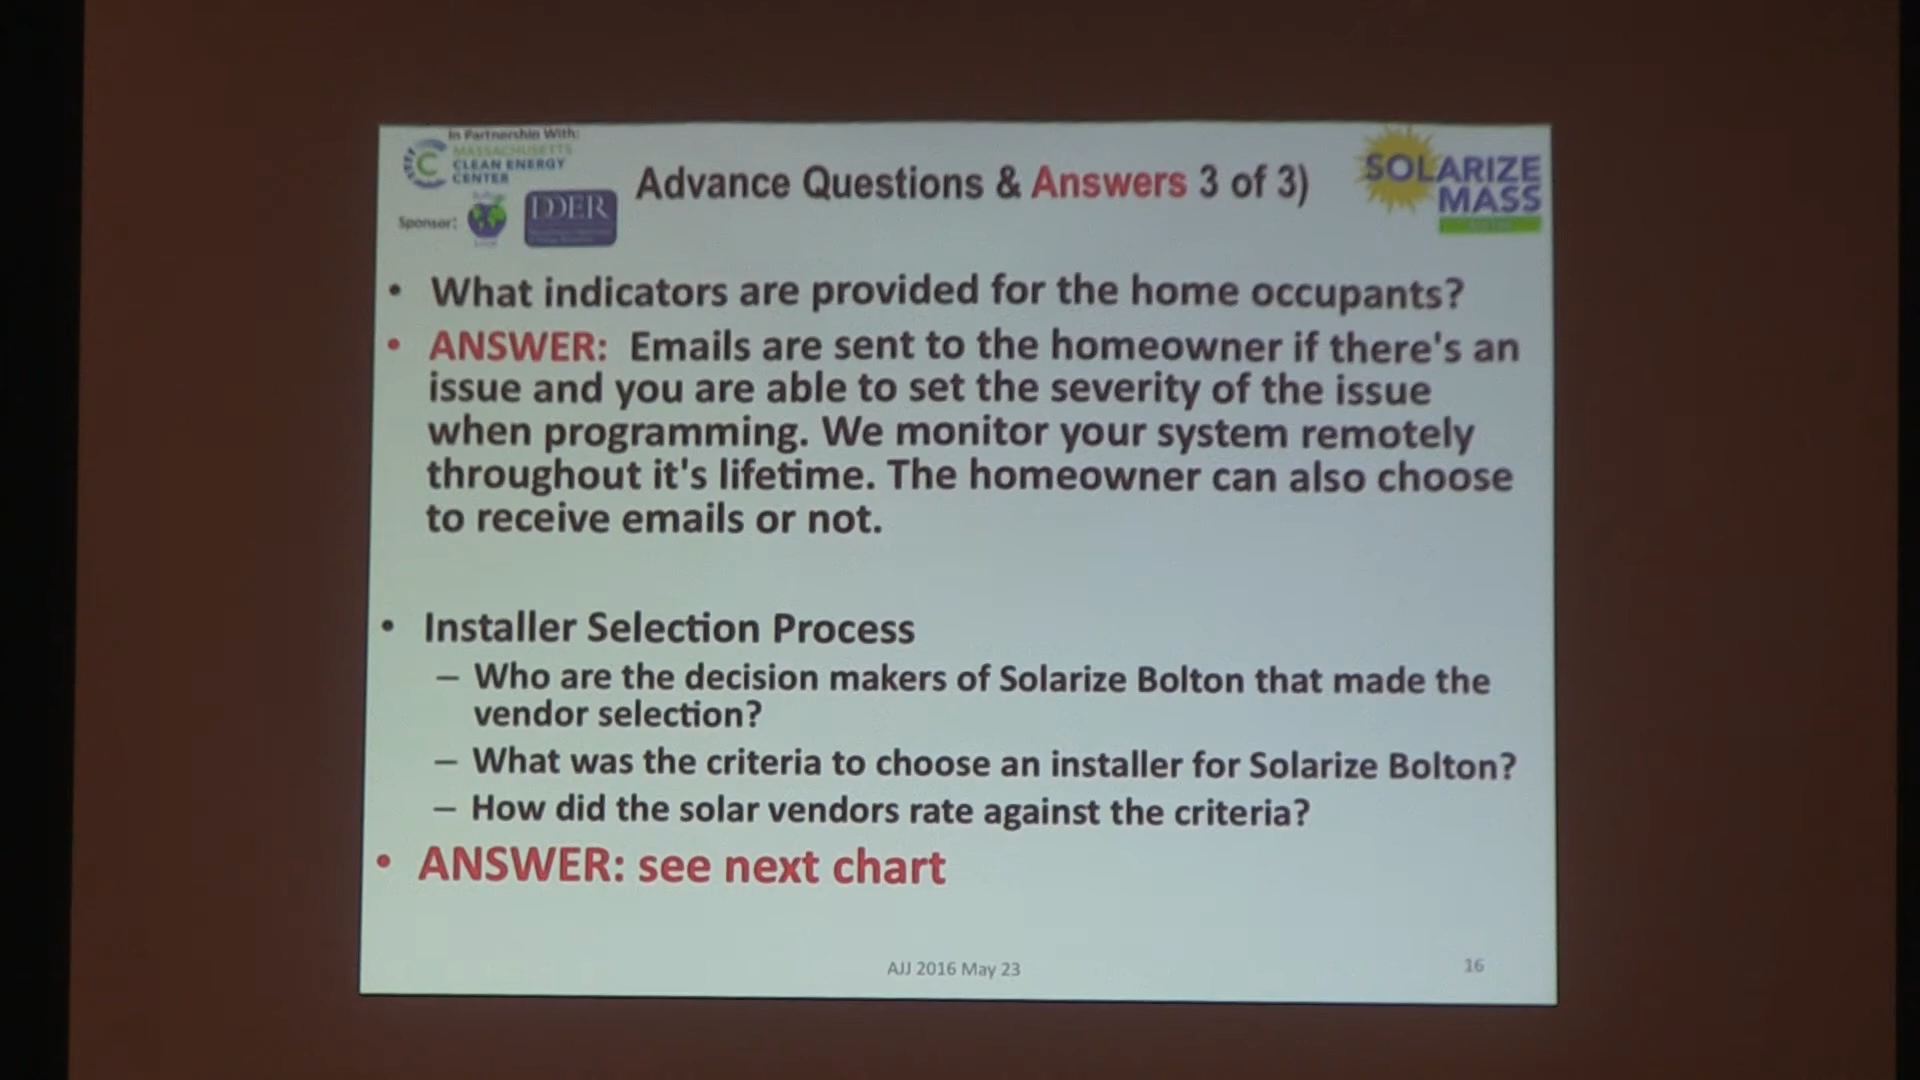 In Partnership With:
MASSACHUSETTS
CLEAN ENERGY
CENTER
Sponsor:
DOER
Advance Questions & Answers 3 of 3)
SOLARIZE
MASS
• What indicators are provided for the home occupants?
• ANSWER: Emails are sent to the homeowner if there's an
issue and you are able to set the severity of the issue
when programming. We monitor your system remotely
throughout it's lifetime. The homeowner can also choose
to receive emails or not.
• Installer Selection Process
– Who are the decision makers of Solarize Bolton that made the
vendor selection?
– What was the criteria to choose an installer for Solarize Bolton?
– How did the solar vendors rate against the criteria?
• ANSWER: see next chart
AJJ 2016 May 23
16